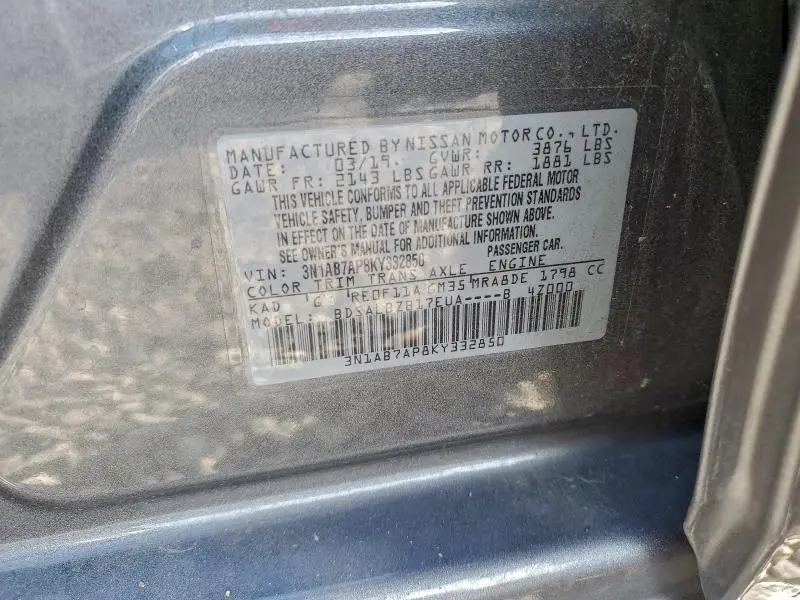 MANUFACTURED BY NISSAN MOTOR CO., LTD.
DATE: 03/19. GVWR: 3876 LBS
GAWR FR: 2143 LBS GAWR RR: 1881 LBS
THIS VEHICLE CONFORMS TO ALL APPLICABLE FEDERAL MOTOR
VEHICLE SAFETY, BUMPER AND THEFT PREVENTION STANDARDS
IN EFFECT ON THE DATE OF MANUFACTURE SHOWN ABOVE.
SEE OWNER'S MANUAL FOR ADDITIONAL INFORMATION.
VIN: 3N1AB7AP8KY332850 PASSENGER CAR.
COLOR TRIM TRANS AXLE ENGINE
KAD G RE0F11A GM35 MRA8DE 1798 CC
MODEL: BDSALBZB17EUA----B 47000
3N1AB7AP8KY332850